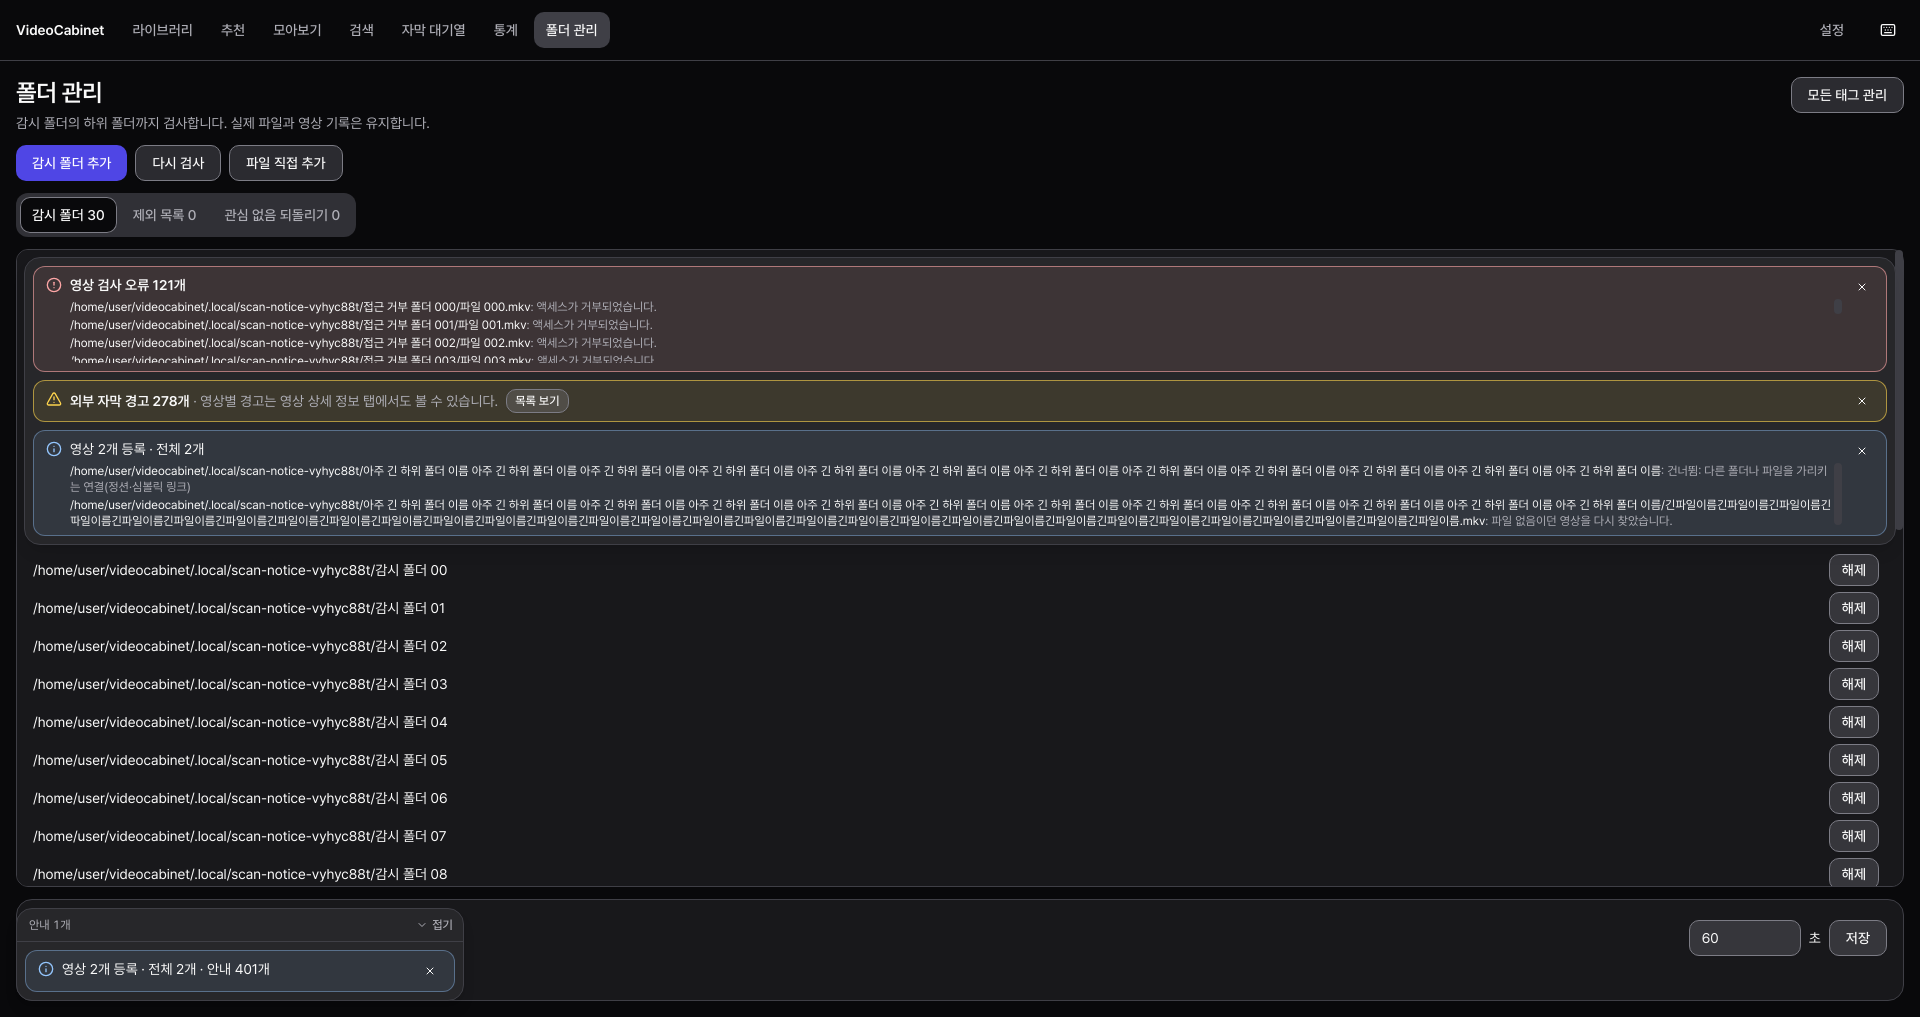 VideoCabinet 라이브러리 추천 모아보기 검색 자막 대기열 통계 폴더 관리 설정
폴더 관리
모든 태그 관리
감시 폴더의 하위 폴더까지 검사합니다. 실제 파일과 영상 기록은 유지합니다.
감시 폴더 추가 다시 검사 파일 직접 추가
감시 폴더 30 제외 목록 0 관심 없음 되돌리기 0
영상 검사 오류 121개
/home/user/videocabinet/.local/scan-notice-vyhyc88t/접근 거부 폴더 000/파일 000.mkv: 액세스가 거부되었습니다.
/home/user/videocabinet/.local/scan-notice-vyhyc88t/접근 거부 폴더 001/파일 001.mkv: 액세스가 거부되었습니다.
/home/user/videocabinet/.local/scan-notice-vyhyc88t/접근 거부 폴더 002/파일 002.mkv: 액세스가 거부되었습니다.
/home/user/videocabinet/.local/scan-notice-vyhyc88t/접근 거부 폴더 003/파일 003.mkv: 액세스가 거부되었습니다.
외부 자막 경고 278개 · 영상별 경고는 영상 상세 정보 탭에서도 볼 수 있습니다. 목록 보기
영상 2개 등록 · 전체 2개
/home/user/videocabinet/.local/scan-notice-vyhyc88t/아주 긴 하위 폴더 이름 아주 긴 하위 폴더 이름 아주 긴 하위 폴더 이름 아주 긴 하위 폴더 이름 아주 긴 하위 폴더 이름 아주 긴 하위 폴더 이름 아주 긴 하위 폴더 이름 아주 긴 하위 폴더 이름 아주 긴 하위 폴더 이름 아주 긴 하위 폴더 이름 아주 긴 하위 폴더 이름 아주 긴 하위 폴더 이름: 건너뜀: 다른 폴더나 파일을 가리키
는 연결(정션·심볼릭 링크)
/home/user/videocabinet/.local/scan-notice-vyhyc88t/아주 긴 하위 폴더 이름 아주 긴 하위 폴더 이름 아주 긴 하위 폴더 이름 아주 긴 하위 폴더 이름 아주 긴 하위 폴더 이름 아주 긴 하위 폴더 이름 아주 긴 하위 폴더 이름 아주 긴 하위 폴더 이름 아주 긴 하위 폴더 이름 아주 긴 하위 폴더 이름 아주 긴 하위 폴더 이름 아주 긴 하위 폴더 이름/긴파일이름긴파일이름긴파일이름긴
파일이름긴파일이름긴파일이름긴파일이름긴파일이름긴파일이름긴파일이름긴파일이름긴파일이름긴파일이름긴파일이름긴파일이름긴파일이름긴파일이름긴파일이름긴파일이름긴파일이름긴파일이름긴파일이름긴파일이름긴파일이름긴파일이름긴파일이름긴파일이름긴파일이름긴파일이름긴파일이름.mkv: 파일 없음이던 영상을 다시 찾았습니다.
/home/user/videocabinet/.local/scan-notice-vyhyc88t/감시 폴더 00 해제
/home/user/videocabinet/.local/scan-notice-vyhyc88t/감시 폴더 01 해제
/home/user/videocabinet/.local/scan-notice-vyhyc88t/감시 폴더 02 해제
/home/user/videocabinet/.local/scan-notice-vyhyc88t/감시 폴더 03 해제
/home/user/videocabinet/.local/scan-notice-vyhyc88t/감시 폴더 04 해제
/home/user/videocabinet/.local/scan-notice-vyhyc88t/감시 폴더 05 해제
/home/user/videocabinet/.local/scan-notice-vyhyc88t/감시 폴더 06 해제
/home/user/videocabinet/.local/scan-notice-vyhyc88t/감시 폴더 07 해제
/home/user/videocabinet/.local/scan-notice-vyhyc88t/감시 폴더 08 해제
안내 1개 접기
60 초 저장
영상 2개 등록 · 전체 2개 · 안내 401개